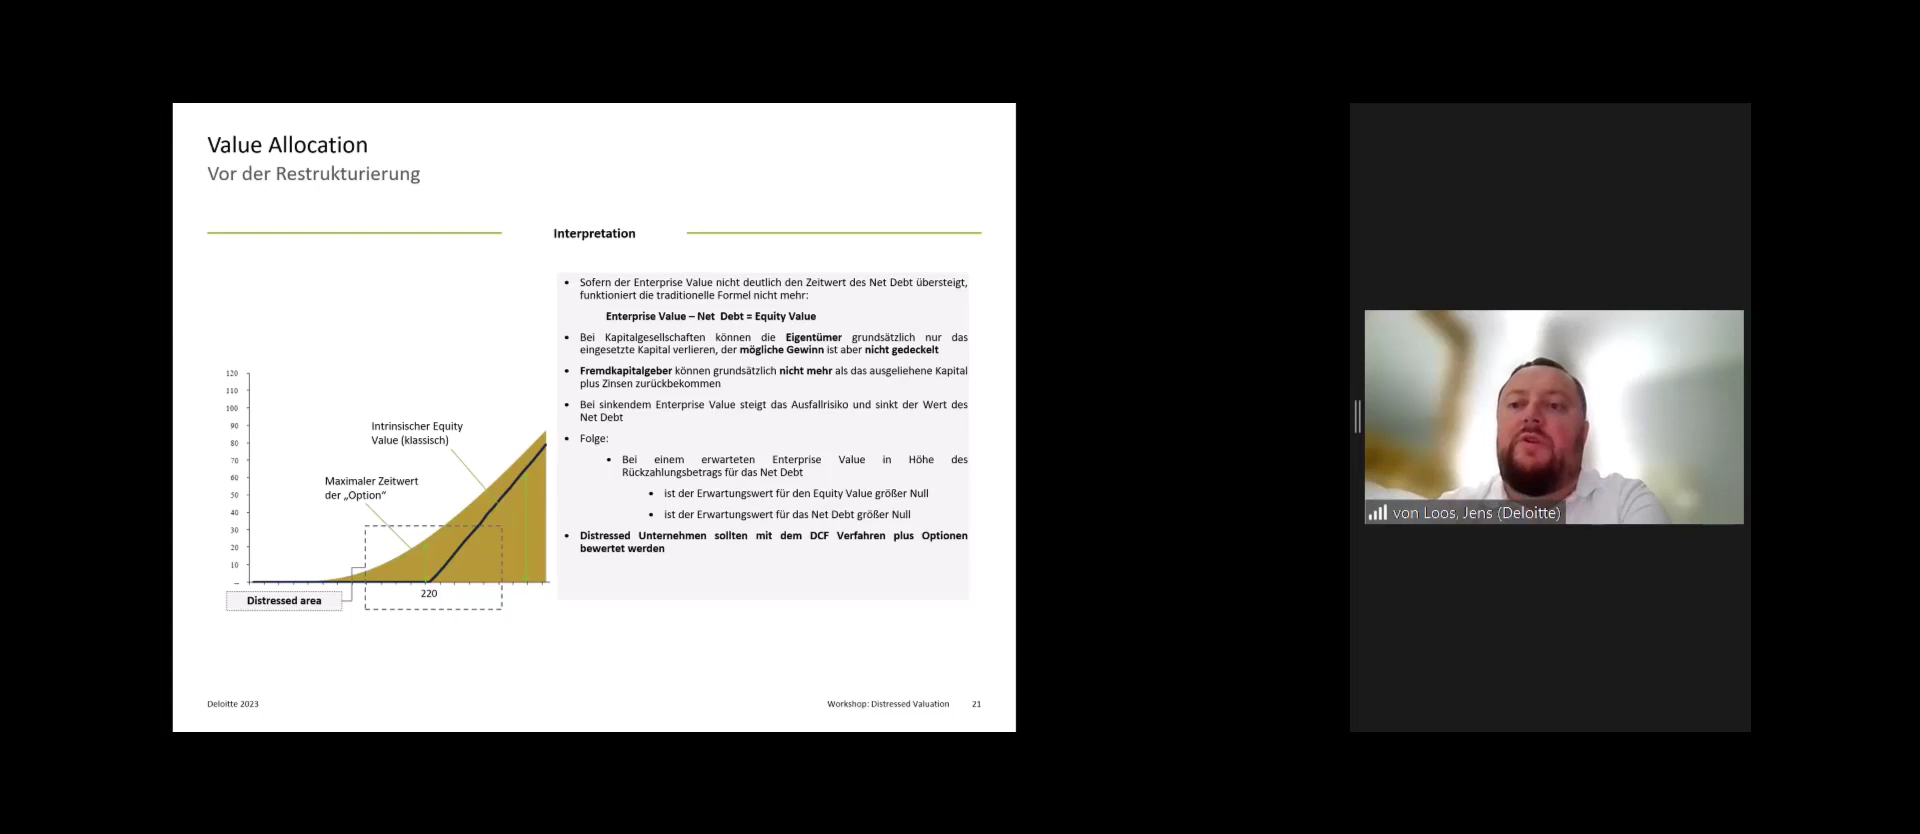 Value Allocation
Vor der Restrukturierung
Interpretation
• Sofern der Enterprise Value nicht deutlich den Zeitwert des Net Debt übersteigt,
funktioniert die traditionelle Formel nicht mehr:
Enterprise Value – Net Debt = Equity Value
• Bei Kapitalgesellschaften können die Eigentümer grundsätzlich nur das
eingesetzte Kapital verlieren, der mögliche Gewinn ist aber nicht gedeckelt
• Fremdkapitalgeber können grundsätzlich nicht mehr als das ausgeliehene Kapital
plus Zinsen zurückbekommen
• Bei sinkendem Enterprise Value steigt das Ausfallrisiko und sinkt der Wert des
Net Debt
• Folge:
• Bei einem erwarteten Enterprise Value in Höhe des
Rückzahlungsbetrags für das Net Debt
• ist der Erwartungswert für den Equity Value größer Null
• ist der Erwartungswert für das Net Debt größer Null
• Distressed Unternehmen sollten mit dem DCF Verfahren plus Optionen
bewertet werden
120
110
100
90
80
70
60
50
40
30
20
10
–
Intrinsischer Equity
Value (klassisch)
Maximaler Zeitwert
der „Option“
220
Distressed area
Deloitte 2023
Workshop: Distressed Valuation 21
von Loos, Jens (Deloitte)